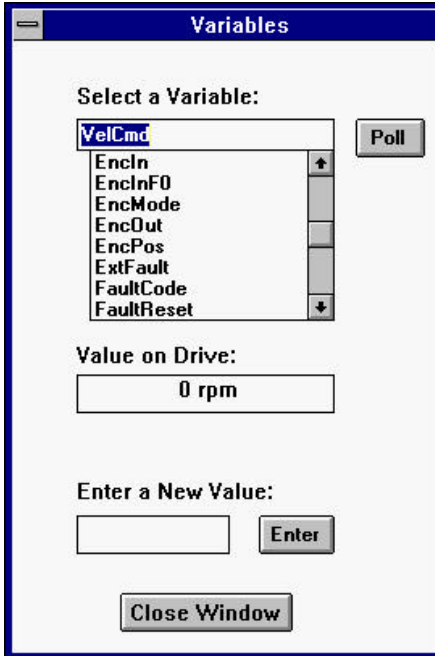 Variables
Select a Variable:
VelCmd
Poll
EncIn
EncInF0
EncMode
EncOut
EncPos
ExtFault
FaultCode
FaultReset
Value on Drive:
0 rpm
Enter a New Value:
Enter
Close Window